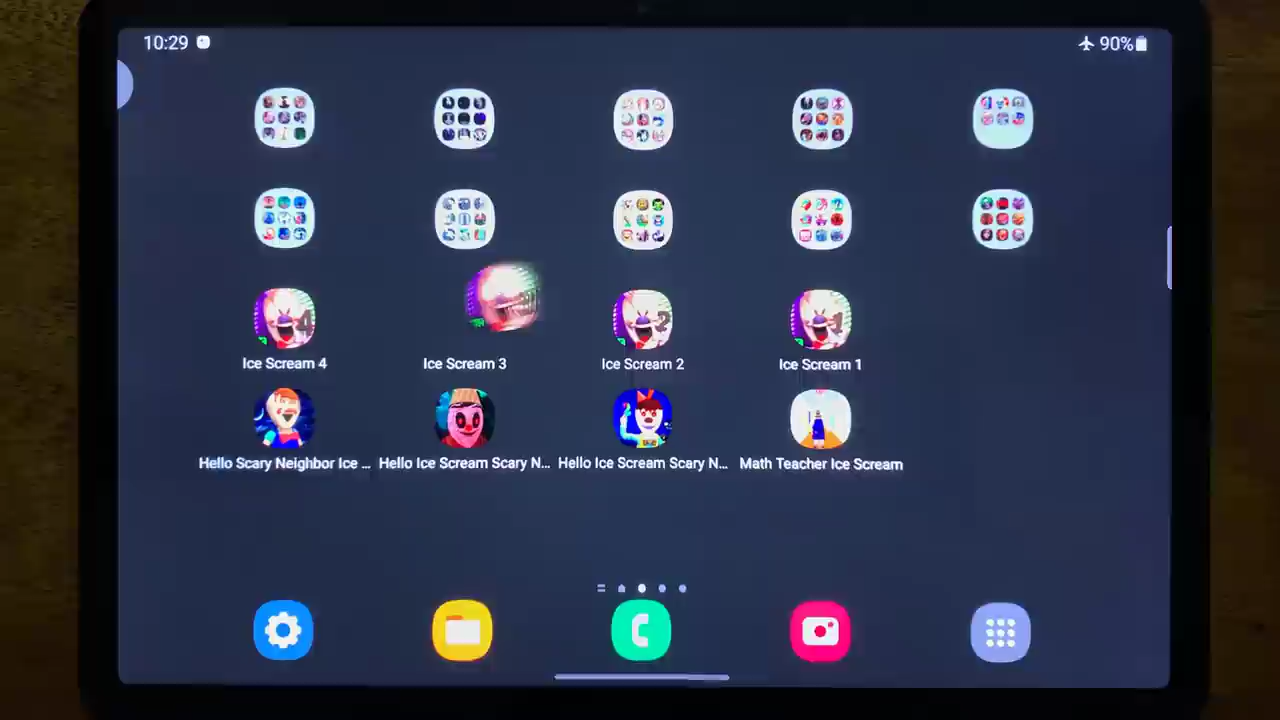 10:29
90%
Ice Scream 4
Ice Scream 3
Ice Scream 2
Ice Scream 1
Hello Scary Neighbor Ice ...
Hello Ice Scream Scary N...
Hello Ice Scream Scary N...
Math Teacher Ice Scream